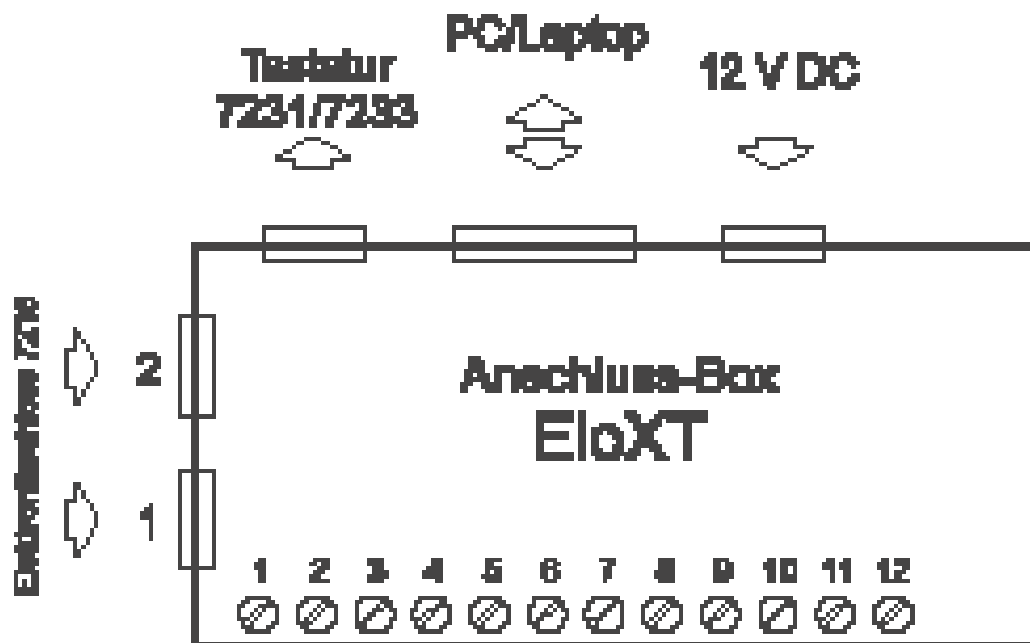 PC/Laptop
Tastatur
7231/7233
12 V DC
2
Anschluss-Box
EloXT
1
1 2 3 4 5 6 7 8 9 10 11 12